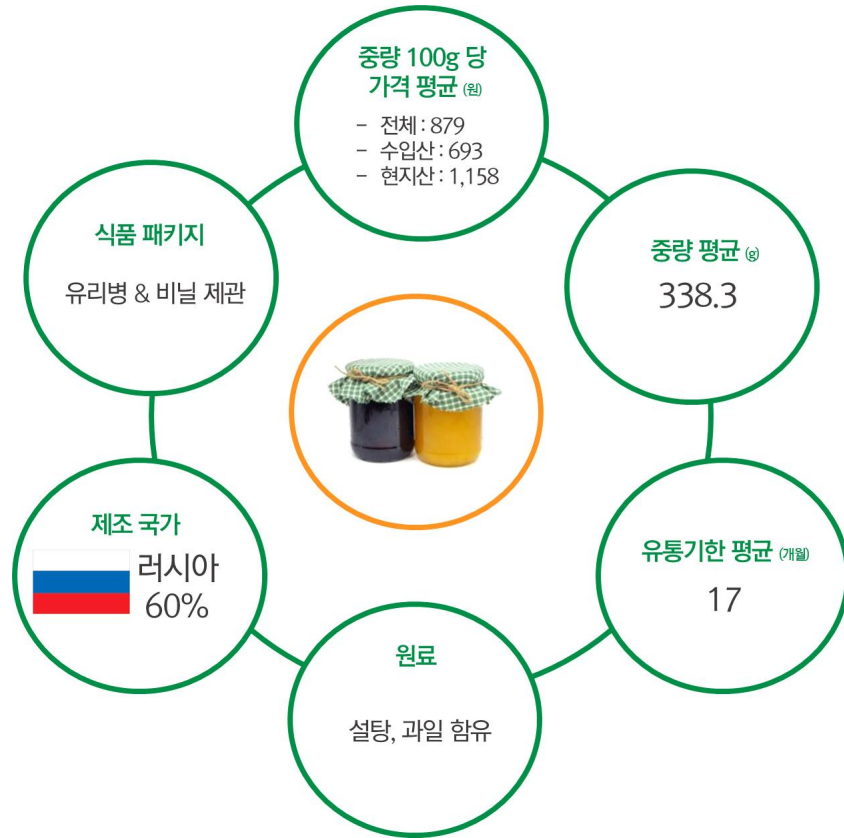 중량 100g 당
가격 평균 (원)
- 전체 : 879
- 수입산 : 693
- 현지산 : 1,158
식품 패키지
유리병 & 비닐 제관
중량 평균 (g)
338.3
제조 국가
러시아
60%
유통기한 평균 (개월)
17
원료
설탕, 과일 함유